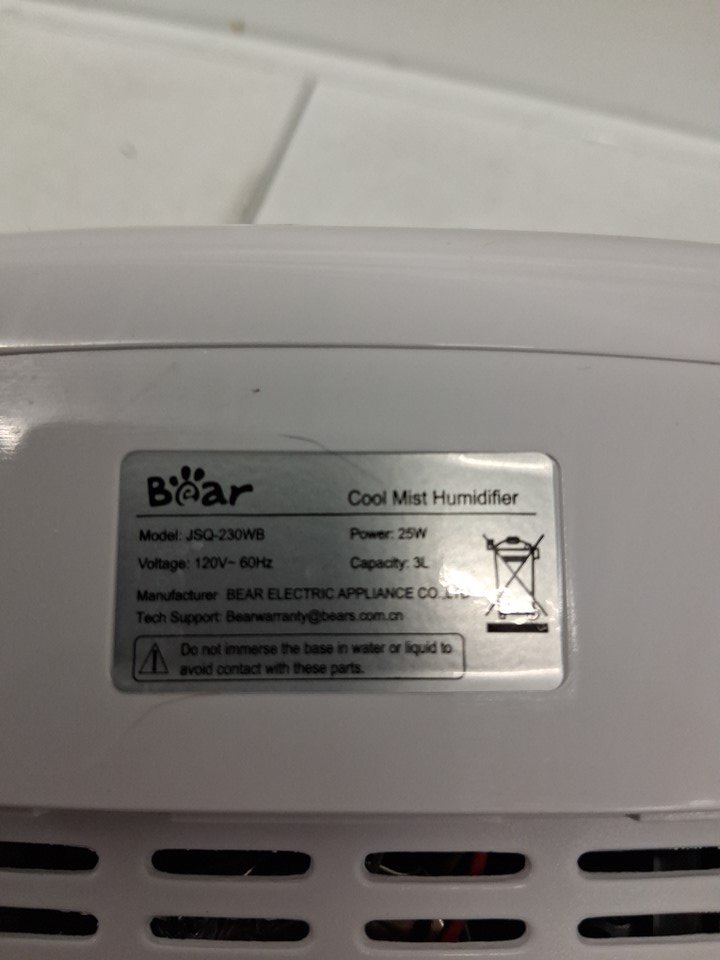 Bear
Cool Mist Humidifier
Model: JSQ-230WB
Power: 25W
Voltage: 120V~ 60Hz
Capacity: 3L
Manufacturer BEAR ELECTRIC APPLIANCE CO.,LTD
Tech Support: Bearwarranty@bears.com.cn
Do not immerse the base in water or liquid to
avoid contact with these parts.